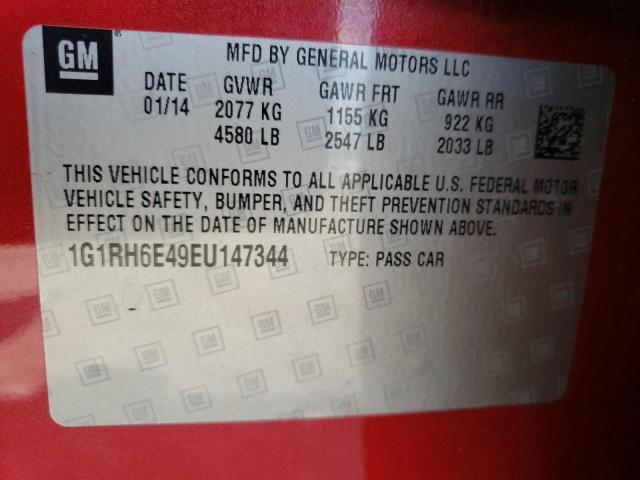 GM
MFD BY GENERAL MOTORS LLC
DATE GVWR GAWR FRT GAWR RR
01/14 2077 KG 1155 KG 922 KG
4580 LB 2547 LB 2033 LB
THIS VEHICLE CONFORMS TO ALL APPLICABLE U.S. FEDERAL MOTOR
VEHICLE SAFETY, BUMPER, AND THEFT PREVENTION STANDARDS IN
EFFECT ON THE DATE OF MANUFACTURE SHOWN ABOVE.
1G1RH6E49EU147344 TYPE: PASS CAR